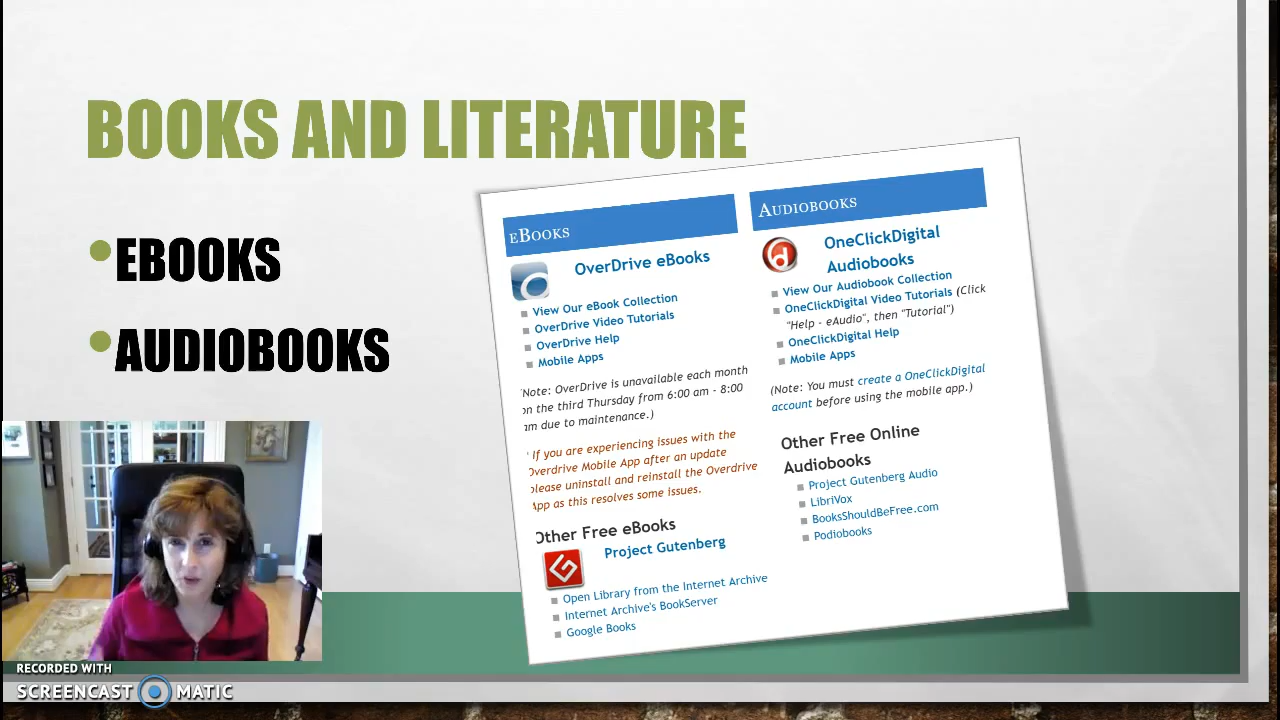 BOOKS AND LITERATURE
•EBOOKS
•AUDIOBOOKS
eBooks
OverDrive eBooks
View Our eBook Collection
OverDrive Video Tutorials
OverDrive Help
Mobile Apps
Note: OverDrive is unavailable each month
on the third Thursday from 6:00 am - 8:00
am due to maintenance.)
If you are experiencing issues with the
Overdrive Mobile App after an update
please uninstall and reinstall the Overdrive
App as this resolves some issues.
Other Free eBooks
Project Gutenberg
Open Library from the Internet Archive
Internet Archive's BookServer
Google Books
Audiobooks
OneClickDigital
Audiobooks
View Our Audiobook Collection
OneClickDigital Video Tutorials (Click
"Help - eAudio", then "Tutorial")
OneClickDigital Help
Mobile Apps
(Note: You must create a OneClickDigital
account before using the mobile app.)
Other Free Online
Audiobooks
Project Gutenberg Audio
LibriVox
BooksShouldBeFree.com
Podiobooks
RECORDED WITH
SCREENCAST MATIC